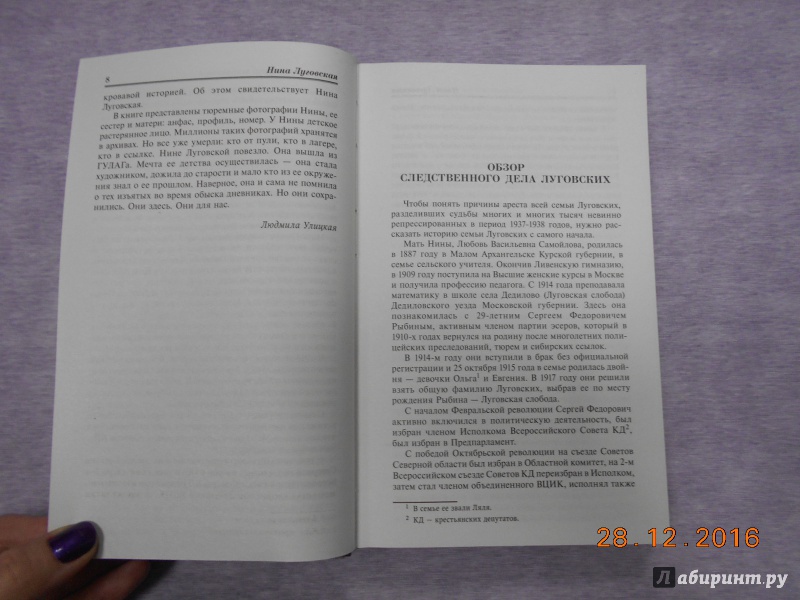 8
Нина Луговская
кровавой историей. Об этом свидетельствует Нина
Луговская.
В книге представлены тюремные фотографии Нины, ее
сестер и матери: анфас, профиль, номер. У Нины детское
растерянное лицо. Миллионы таких фотографий хранятся
в архивах. Но все уже умерли: кто от пули, кто в лагере,
кто в ссылке. Нине Луговской повезло. Она вышла из
ГУЛАГа. Мечта ее детства осуществилась — она стала
художником, дожила до старости и мало кто из ее окруже-
ния знал о ее прошлом. Наверное, она и сама не помнила
о тех изъятых во время обыска дневниках. Но они сохра-
нились. Они здесь. Они для нас.
Людмила Улицкая
ОБЗОР
СЛЕДСТВЕННОГО ДЕЛА ЛУГОВСКИХ
Чтобы понять причины ареста всей семьи Луговских,
разделивших судьбы многих и многих тысяч невинно
репрессированных в период 1937-1938 годов, нужно рас-
сказать историю семьи Луговских с самого начала.
Мать Нины, Любовь Васильевна Самойлова, родилась
в 1887 году в Малом Архангельске Курской губернии, в
семье сельского учителя. Окончив Ливенскую гимназию,
в 1909 году поступила на Высшие женские курсы в Москве
и получила профессию педагога. С 1914 года преподавала
математику в школе села Дедилово (Луговская слобода)
Дедиловского уезда Московской губернии. Здесь она
познакомилась с 29-летним Сергеем Федоровичем
Рыбиным, активным членом партии эсеров, который в
1910-х годах вернулся на родину после многолетних поли-
цейских преследований, тюрем и сибирских ссылок.
В 1914-м году они вступили в брак без официальной
регистрации и 25 октября 1915 года в семье родилась двой-
ня — девочки Ольга¹ и Евгения. В 1917 году они решили
взять общую фамилию Луговских, выбрав ее по месту
рождения Рыбина — Луговская слобода.
С началом Февральской революции Сергей Федорович
активно включился в политическую деятельность, был
избран членом Исполкома Всероссийского Совета КД²,
был избран в Предпарламент.
С победой Октябрьской революции на съезде Советов
Северной области был избран в Областной комитет, на 2-м
Всероссийском съезде Советов КД переизбран в Исполком,
затем стал членом объединенного ВЦИК, исполнял также
¹ В семье ее звали Ляля.
² КД — крестьянских депутатов.
28.12.2016
Лабиринт.ру